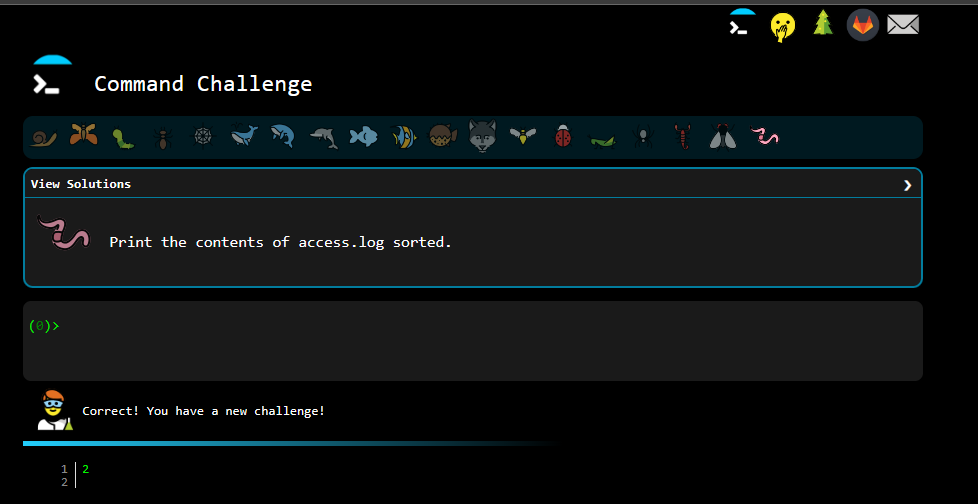 Command Challenge
View Solutions
Print the contents of access.log sorted.
(0)>
Correct! You have a new challenge!
1 2
2